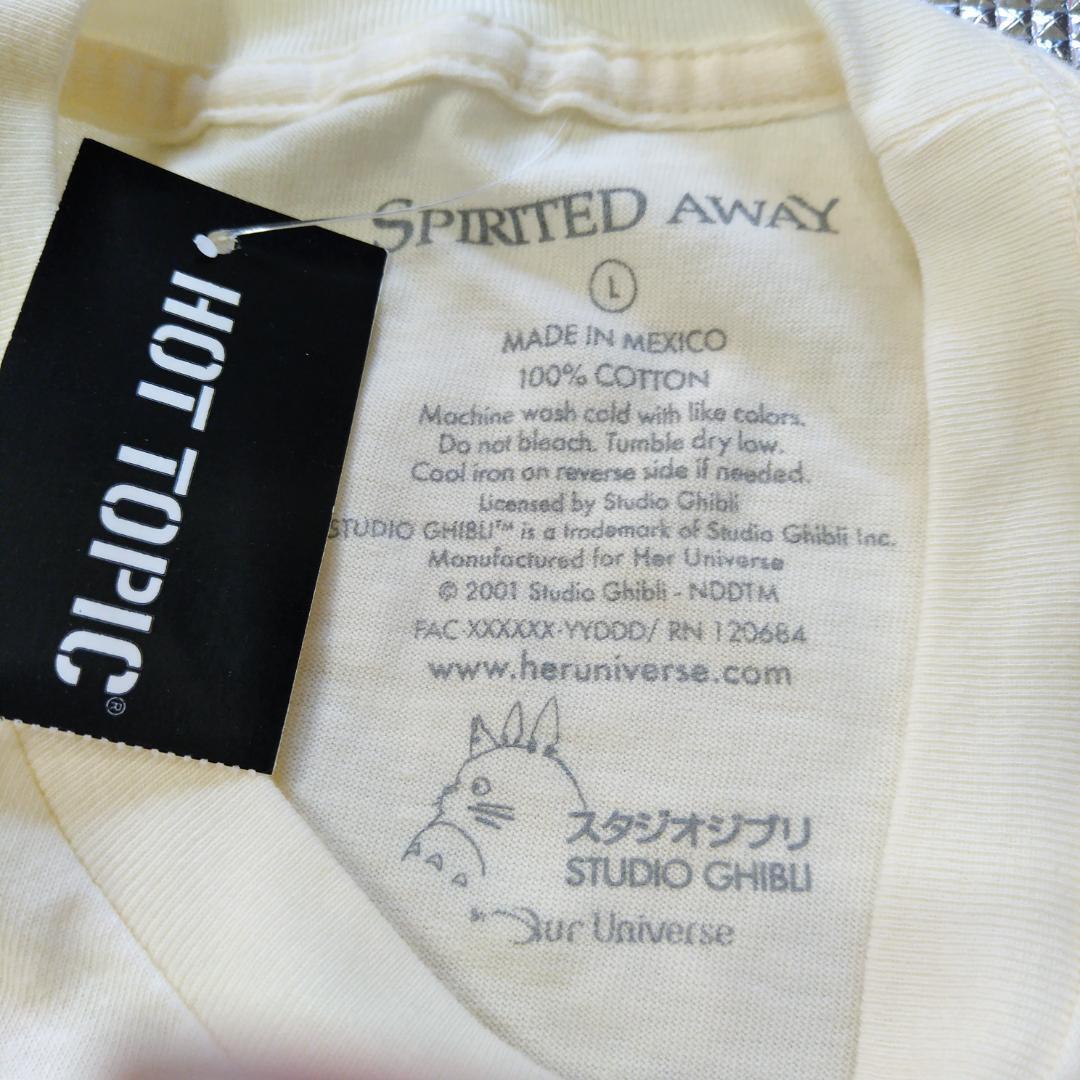 HOT TOPIC®
SPIRITED AWAY
L
MADE IN MEXICO
100% COTTON
Machine wash cold with like colors.
Do not bleach. Tumble dry low.
Cool iron on reverse side if needed.
Licensed by Studio Ghibli
STUDIO GHIBLI™ is a trademark of Studio Ghibli Inc.
Manufactured for Her Universe
© 2001 Studio Ghibli - NDDTM
FAC-XXXXXX-YYDDD/ RN 120684
www.heruniverse.com
スタジオジブリ
STUDIO GHIBLI
Universe